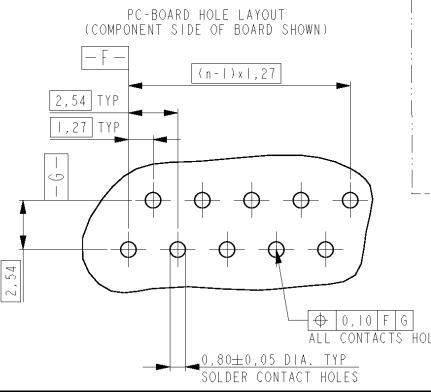 PC-BOARD HOLE LAYOUT
(COMPONENT SIDE OF BOARD SHOWN)
-F-
(n-1)x1,27
2,54 TYP
1,27 TYP
-G-
2,54
⌖ 0,10 F G
ALL CONTACTS HOL
0,80±0,05 DIA. TYP
SOLDER CONTACT HOLES